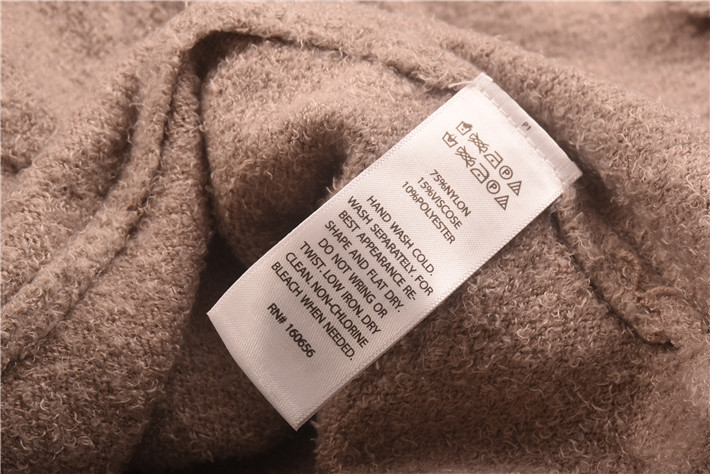 P1
75%NYLON
15%VISCOSE
10%POLYESTER
HAND WASH COLD.
WASH SEPARATELY. FOR
BEST APPEARANCE RE-
SHAPE AND FLAT DRY.
DO NOT WRING OR
TWIST. LOW IRON. DRY
CLEAN. NON-CHLORINE
BLEACH WHEN NEEDED.
RN# 160656